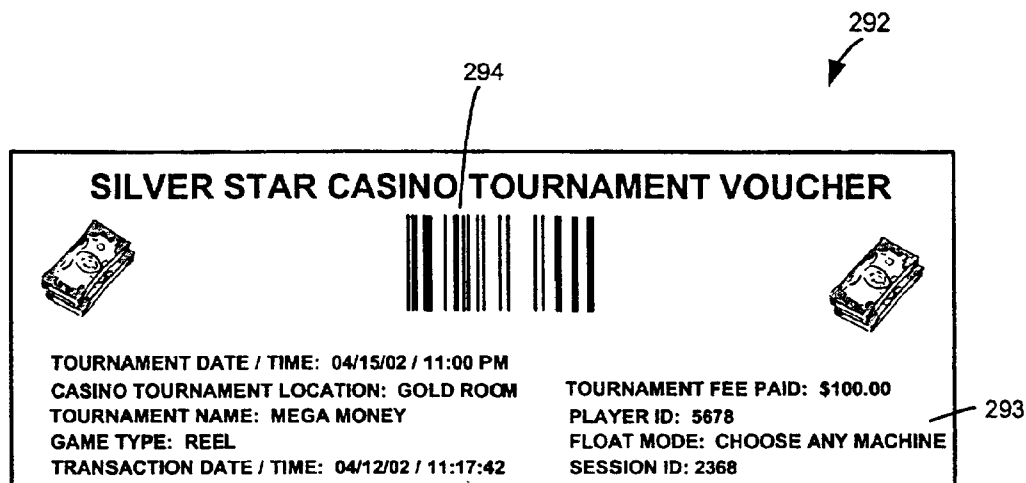 292
294
SILVER STAR CASINO TOURNAMENT VOUCHER
TOURNAMENT DATE / TIME: 04/15/02 / 11:00 PM
CASINO TOURNAMENT LOCATION: GOLD ROOM TOURNAMENT FEE PAID: $100.00
TOURNAMENT NAME: MEGA MONEY PLAYER ID: 5678 293
GAME TYPE: REEL FLOAT MODE: CHOOSE ANY MACHINE
TRANSACTION DATE / TIME: 04/12/02 / 11:17:42 SESSION ID: 2368